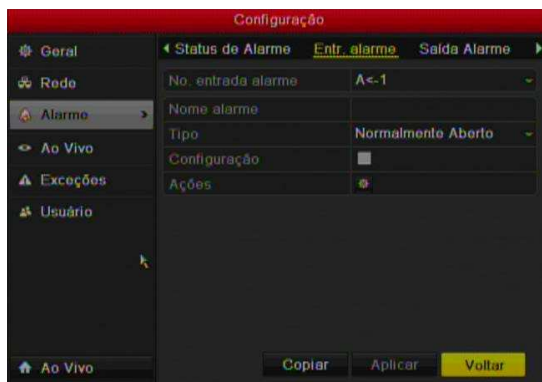 Configuração
Geral
Rede
Alarme
Ao Vivo
Exceções
Usuário
Ao Vivo
Status de Alarme Entr. alarme Saída Alarme
No. entrada alarme A<-1
Nome alarme
Tipo Normalmente Aberto
Configuração
Ações
Copiar Aplicar Voltar